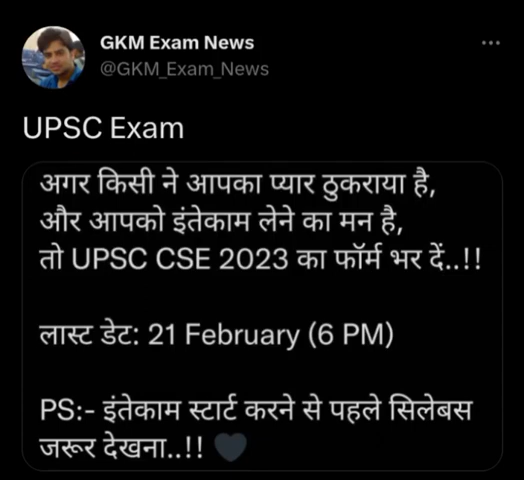 GKM Exam News
@GKM_Exam_News
UPSC Exam
अगर किसी ने आपका प्यार ठुकराया है,
और आपको इंतेकाम लेने का मन है,
तो UPSC CSE 2023 का फॉर्म भर दें..!!
लास्ट डेट: 21 February (6 PM)
PS:- इंतेकाम स्टार्ट करने से पहले सिलेबस
जरूर देखना..!! 🖤